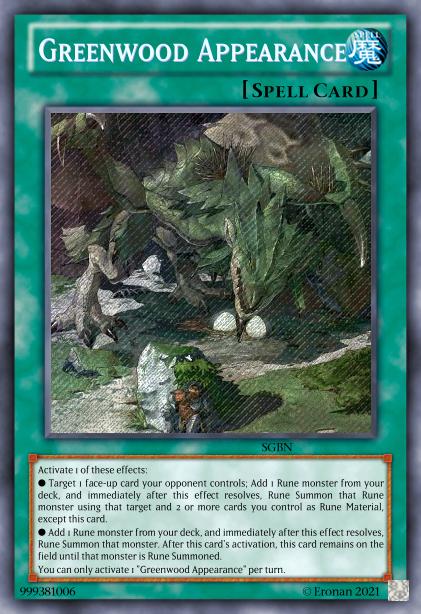 Greenwood Appearance
SPELL
魔
[Spell Card]
SGBN
Activate 1 of these effects:
● Target 1 face-up card your opponent controls; Add 1 Rune monster from your
deck, and immediately after this effect resolves, Rune Summon that Rune
monster using that target and 2 or more cards you control as Rune Material,
except this card.
● Add 1 Rune monster from your deck, and immediately after this effect resolves,
Rune Summon that monster. After this card's activation, this card remains on the
field until that monster is Rune Summoned.
You can only activate 1 "Greenwood Appearance" per turn.
999381006
© Eronan 2021